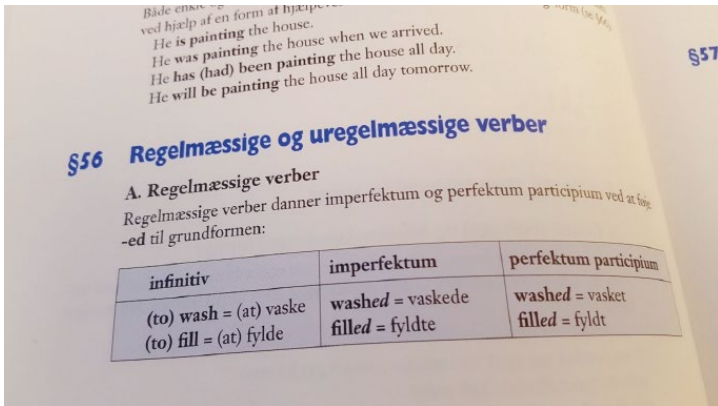 Både
ved hjælp af en form af
He is painting the house.
He was painting the house when we arrived.
He has (had) been painting the house all day.
He will be painting the house all day tomorrow.
§57
§56 Regelmæssige og uregelmæssige verber
A. Regelmæssige verber
Regelmæssige verber danner imperfektum og perfektum participium ved at føje
-ed til grundformen:
infinitiv imperfektum perfektum participium
(to) wash = (at) vaske washed = vaskede washed = vasket
(to) fill = (at) fylde filled = fyldte filled = fyldt